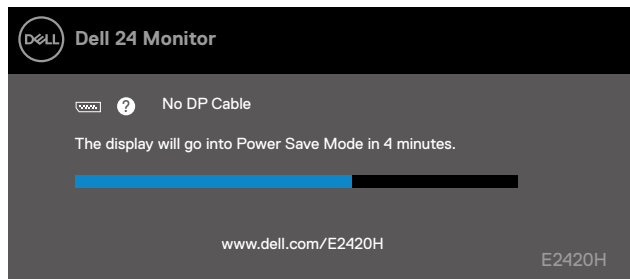 DELL Dell 24 Monitor
? No DP Cable
The display will go into Power Save Mode in 4 minutes.
www.dell.com/E2420H
E2420H